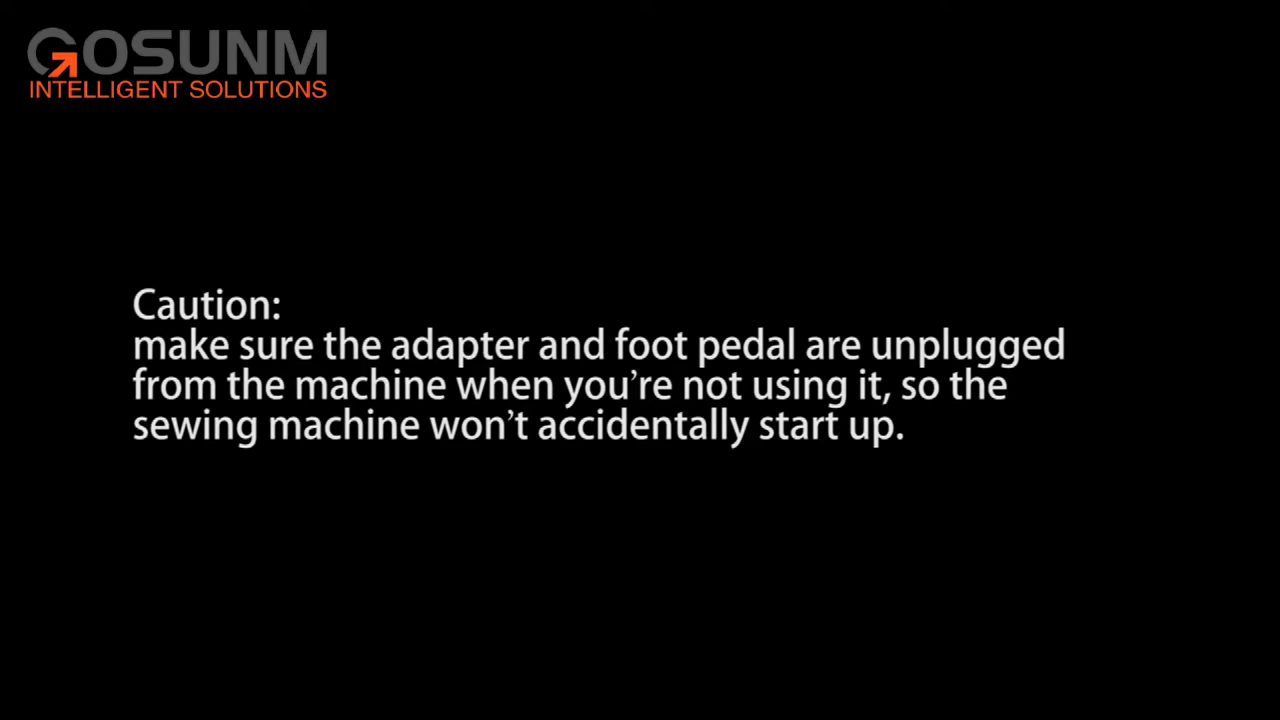 GOSUNM
INTELLIGENT SOLUTIONS
Caution:
make sure the adapter and foot pedal are unplugged
from the machine when you’re not using it, so the
sewing machine won’t accidentally start up.